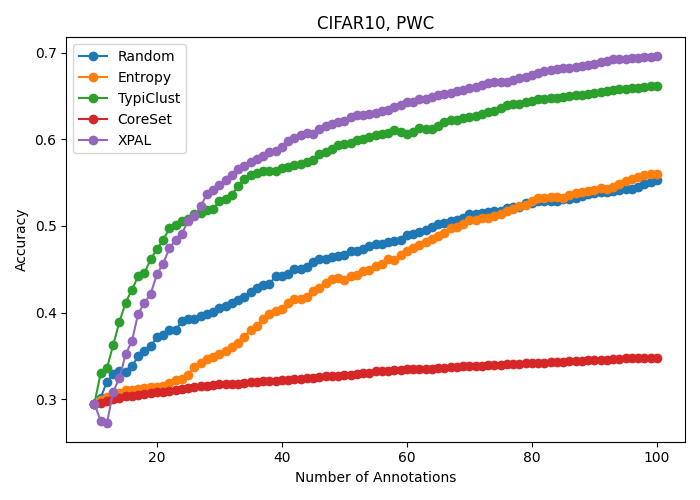 CIFAR10, PWC
Random
Entropy
TypiClust
CoreSet
XPAL
Accuracy
0.7
0.6
0.5
0.4
0.3
20 40 60 80 100
Number of Annotations